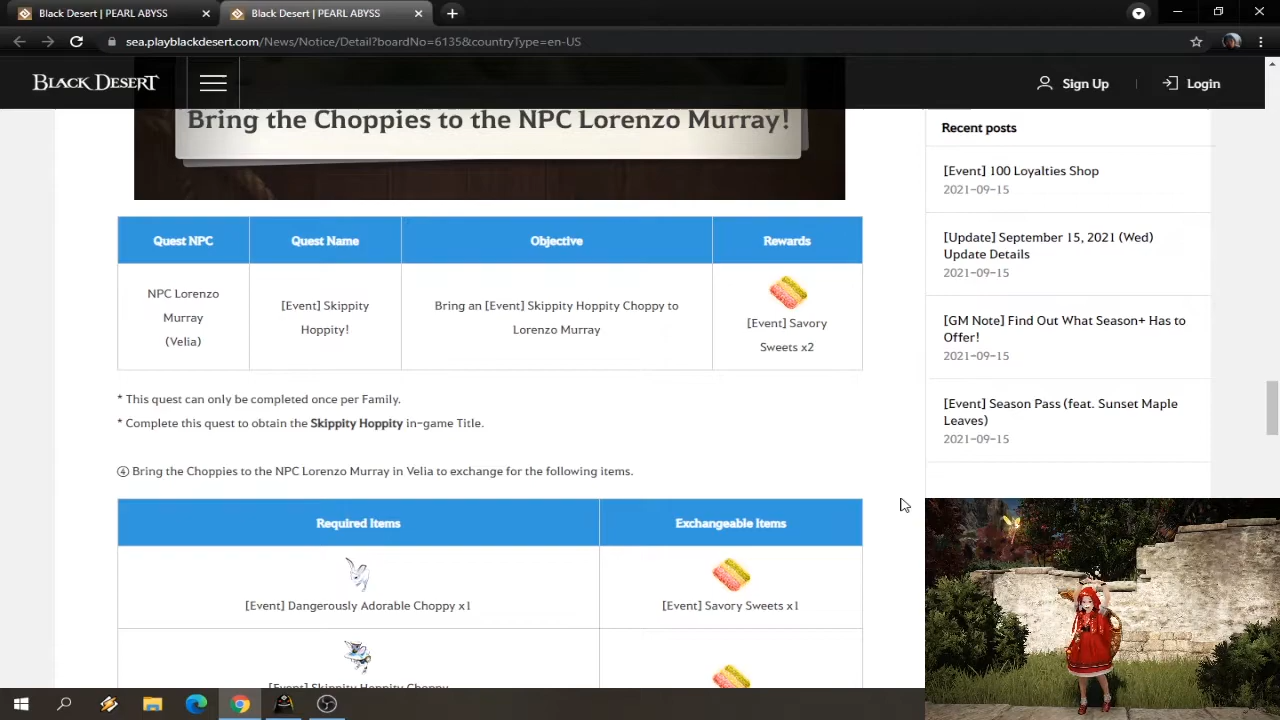 Black Desert | PEARL ABYSS
Black Desert | PEARL ABYSS
sea.playblackdesert.com/News/Notice/Detail?boardNo=6135&countryType=en-US
BLACK DESERT
Sign Up
Login
Bring the Choppies to the NPC Lorenzo Murray!
Quest NPC
Quest Name
Objective
Rewards
NPC Lorenzo
Murray
(Velia)
[Event] Skippity
Hoppity!
Bring an [Event] Skippity Hoppity Choppy to
Lorenzo Murray
[Event] Savory
Sweets x2
* This quest can only be completed once per Family.
* Complete this quest to obtain the Skippity Hoppity in-game Title.
④ Bring the Choppies to the NPC Lorenzo Murray in Velia to exchange for the following items.
Required Items
Exchangeable Items
[Event] Dangerously Adorable Choppy x1
[Event] Savory Sweets x1
[Event] Skippity Hoppity Choppy
Recent posts
[Event] 100 Loyalties Shop
2021-09-15
[Update] September 15, 2021 (Wed)
Update Details
2021-09-15
[GM Note] Find Out What Season+ Has to
Offer!
2021-09-15
[Event] Season Pass (feat. Sunset Maple
Leaves)
2021-09-15